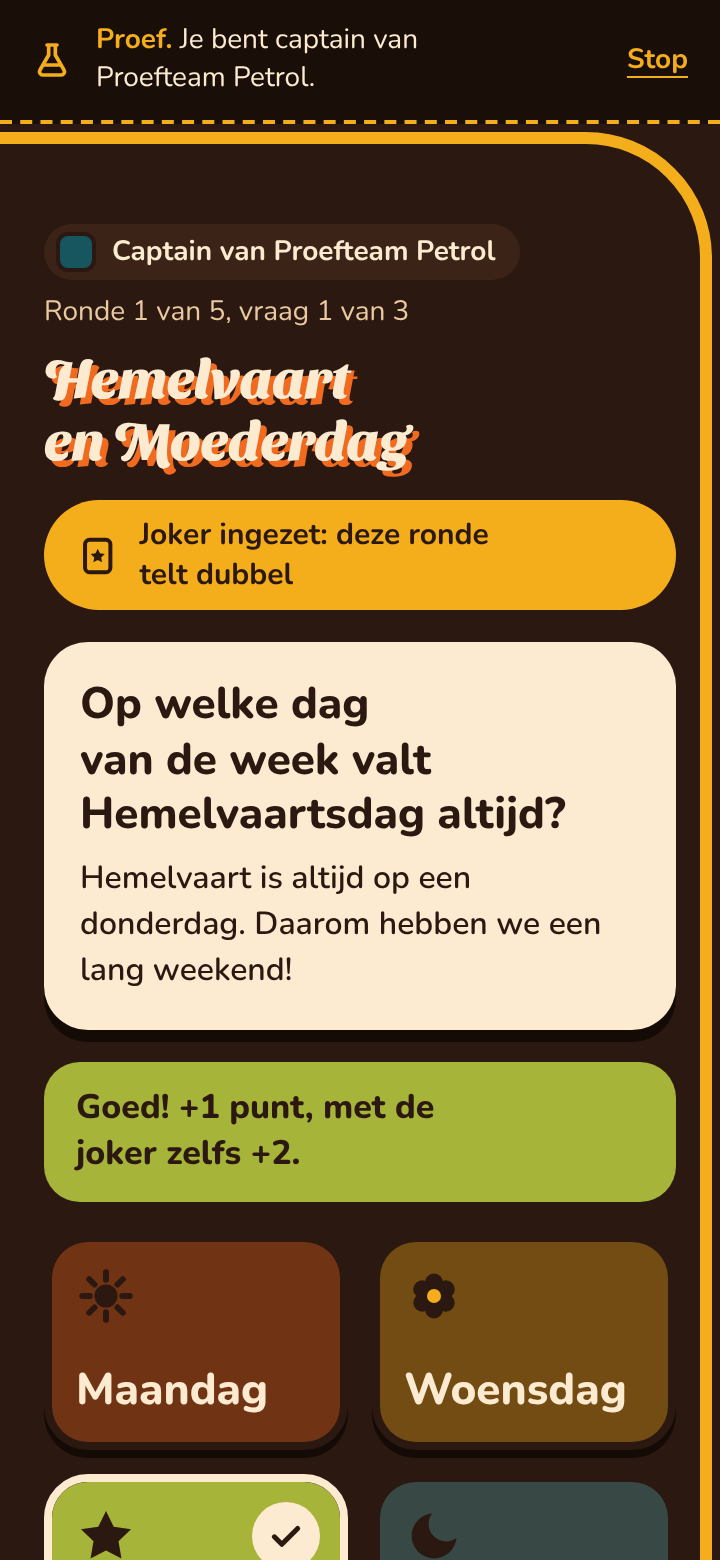 Proef. Je bent captain van
Proefteam Petrol.
Stop
Captain van Proefteam Petrol
Ronde 1 van 5, vraag 1 van 3
Hemelvaart
en Moederdag
Joker ingezet: deze ronde
telt dubbel
Op welke dag
van de week valt
Hemelvaartsdag altijd?
Hemelvaart is altijd op een
donderdag. Daarom hebben we een
lang weekend!
Goed! +1 punt, met de
joker zelfs +2.
Maandag
Woensdag